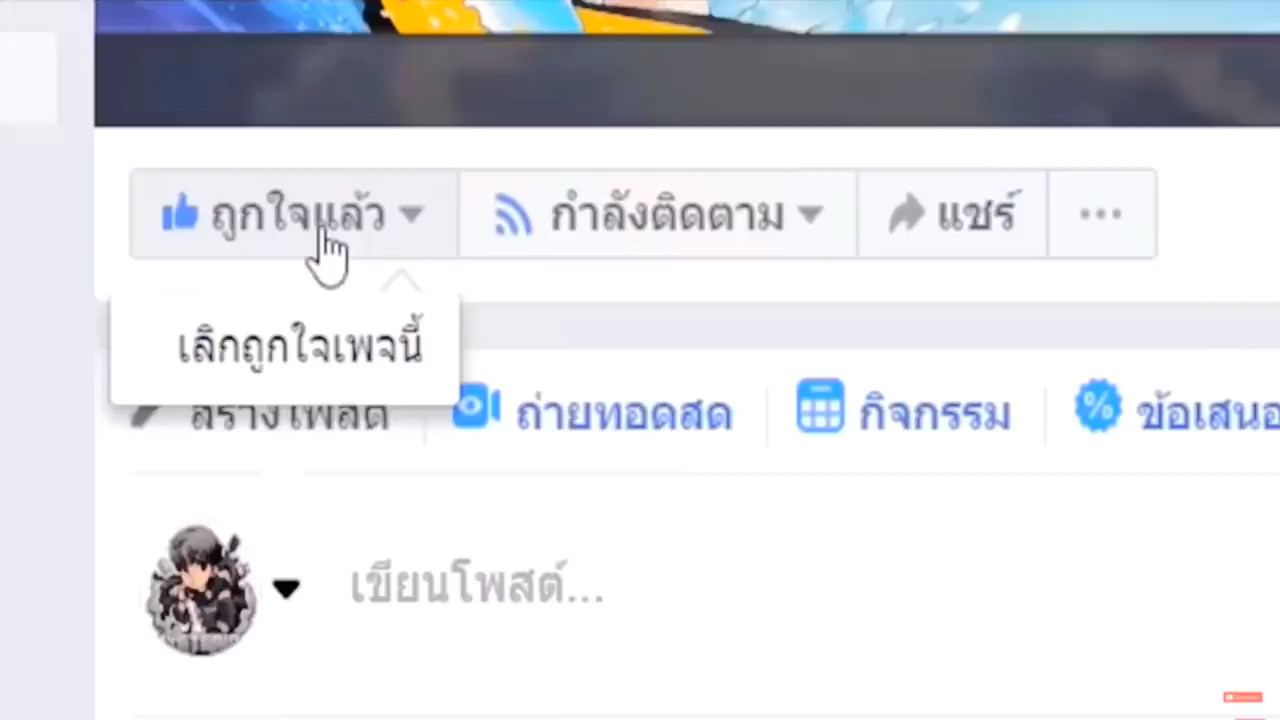 ถูกใจแล้ว กำลังติดตาม แชร์
เลิกถูกใจเพจนี้
สร้างโพสต์ ถ่ายทอดสด กิจกรรม ข้อเสนอ
เขียนโพสต์...